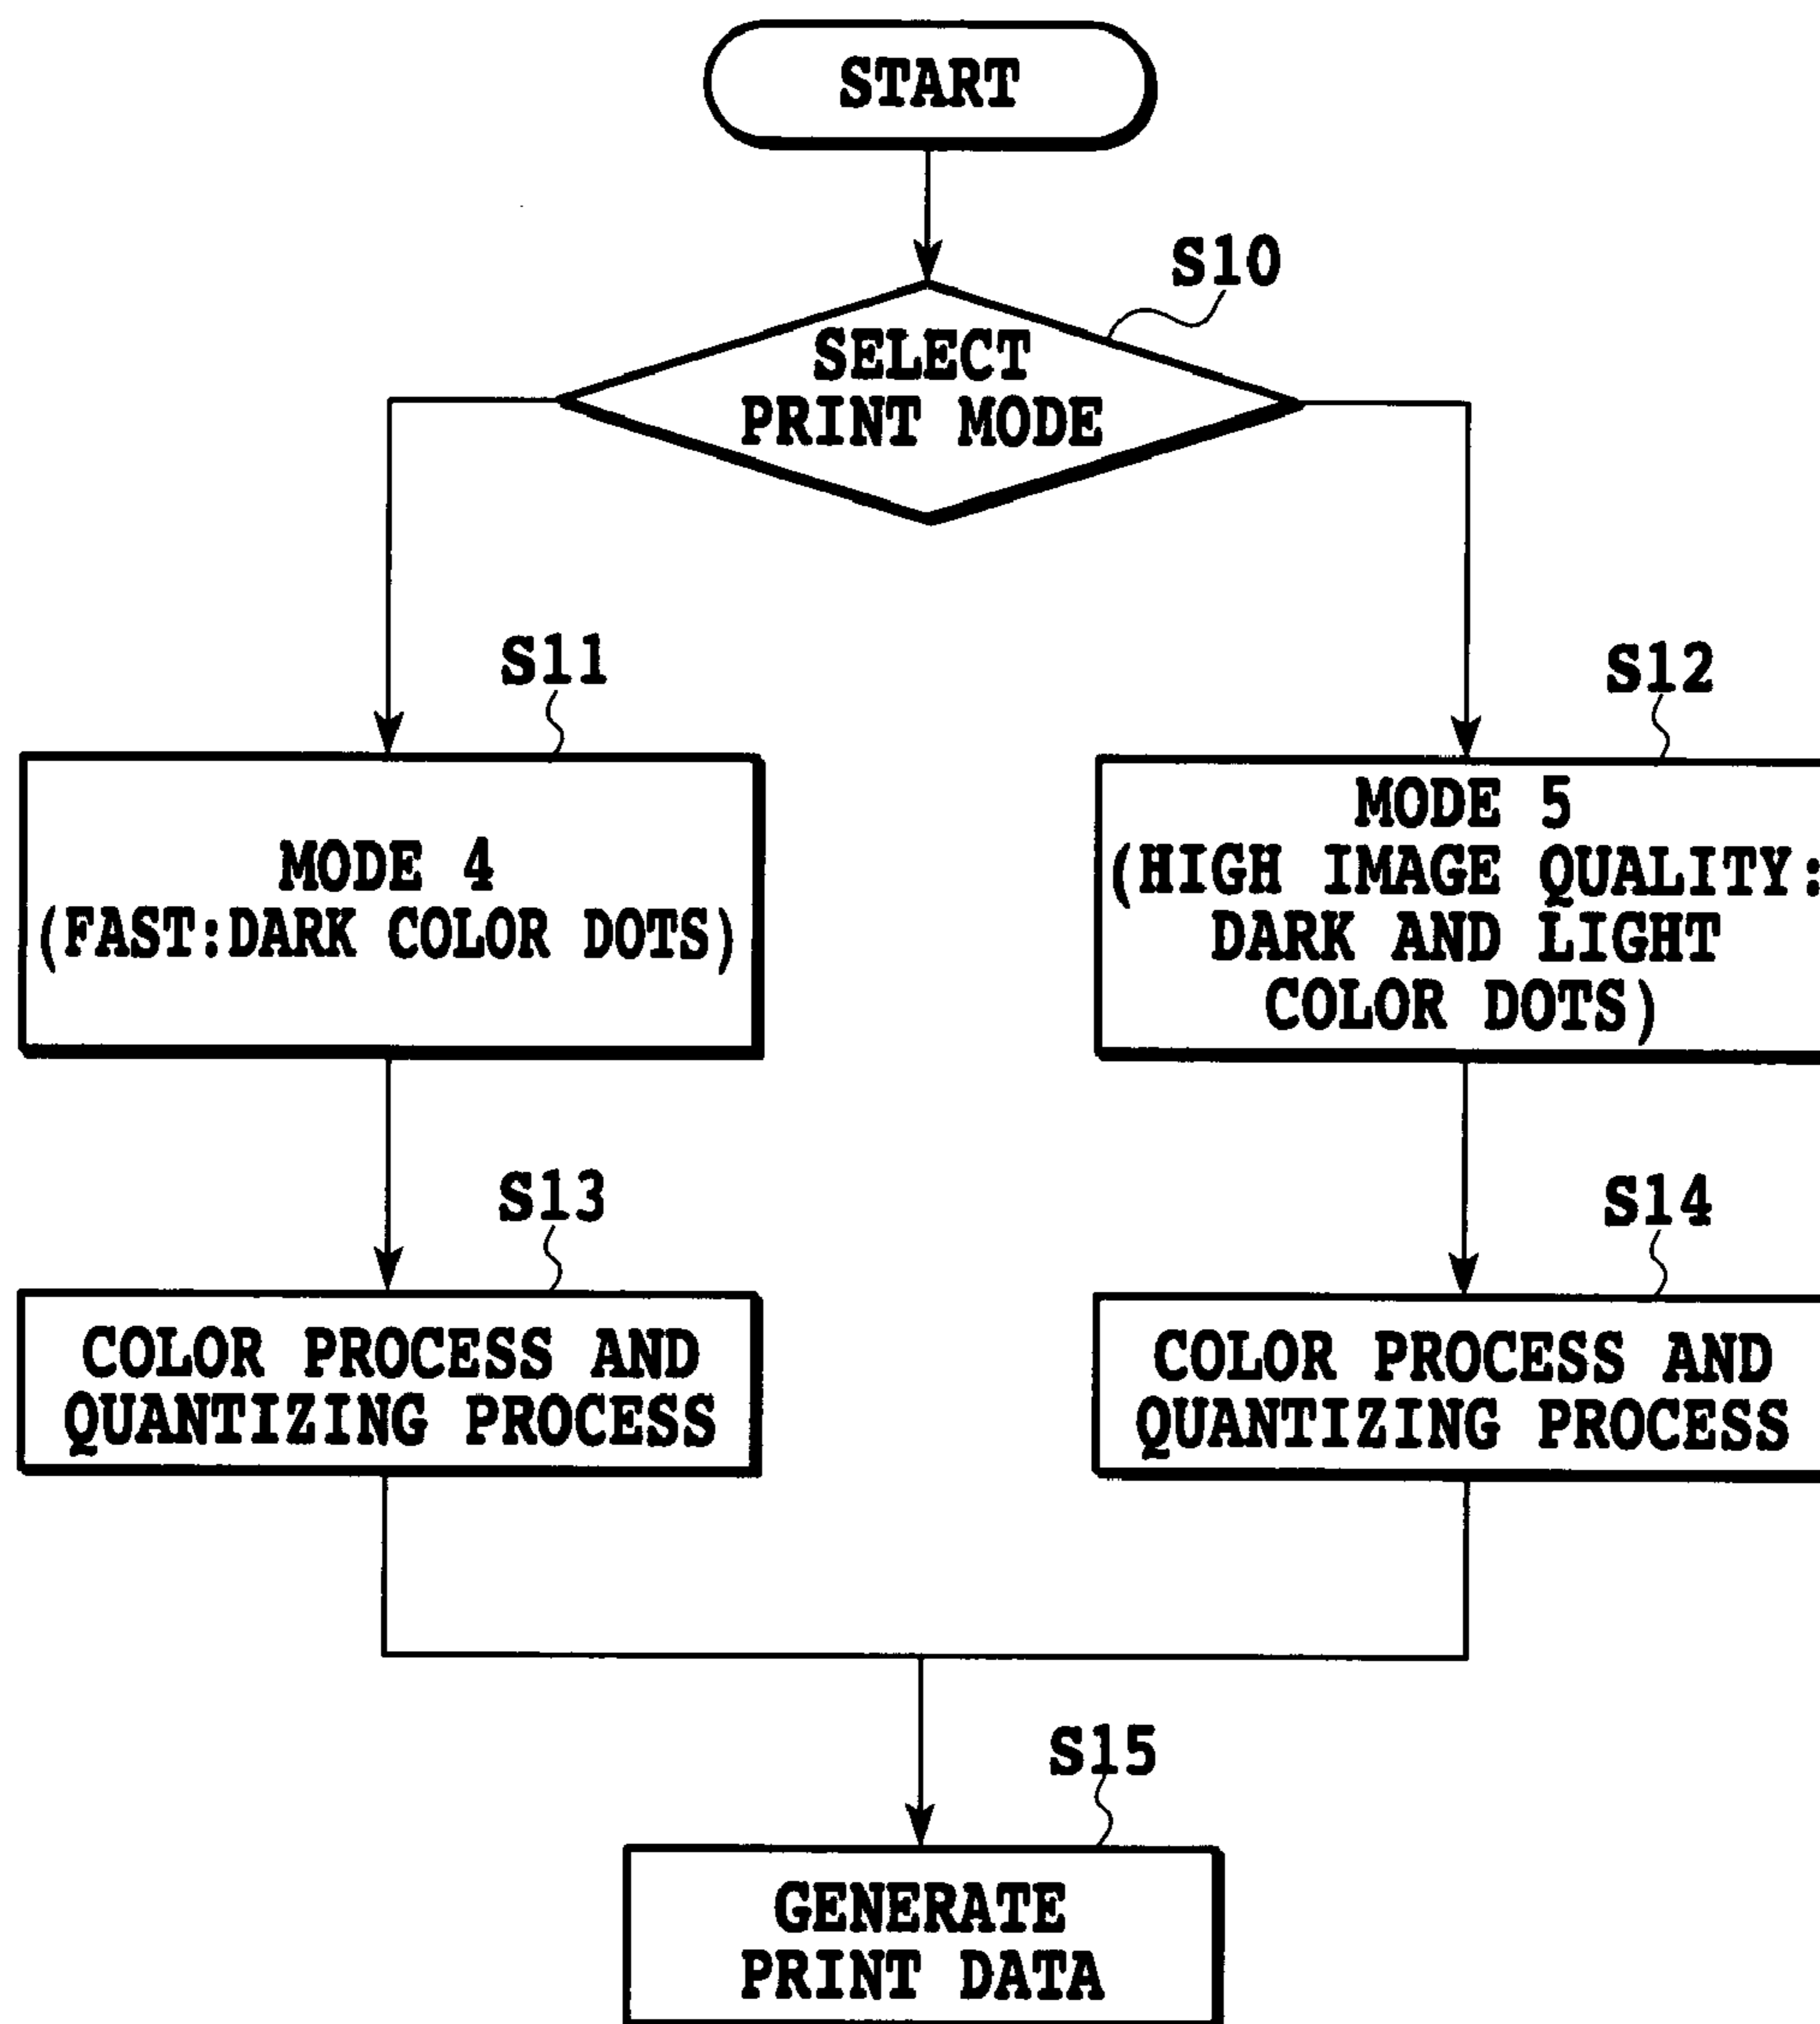 START
S10
SELECT
PRINT MODE
S11
S12
MODE 4
(FAST:DARK COLOR DOTS)
MODE 5
(HIGH IMAGE QUALITY:
DARK AND LIGHT
COLOR DOTS)
S13
S14
COLOR PROCESS AND
QUANTIZING PROCESS
COLOR PROCESS AND
QUANTIZING PROCESS
S15
GENERATE
PRINT DATA